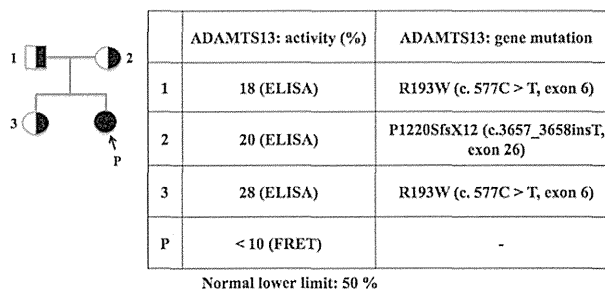 ADAMTS13: activity (%) ADAMTS13: gene mutation
1 2 1 18 (ELISA) R193W (c. 577C > T, exon 6)
2 20 (ELISA) P1220SfsX12 (c.3657_3658insT,
exon 26)
3 3 28 (ELISA) R193W (c. 577C > T, exon 6)
P P < 10 (FRET) -
Normal lower limit: 50 %